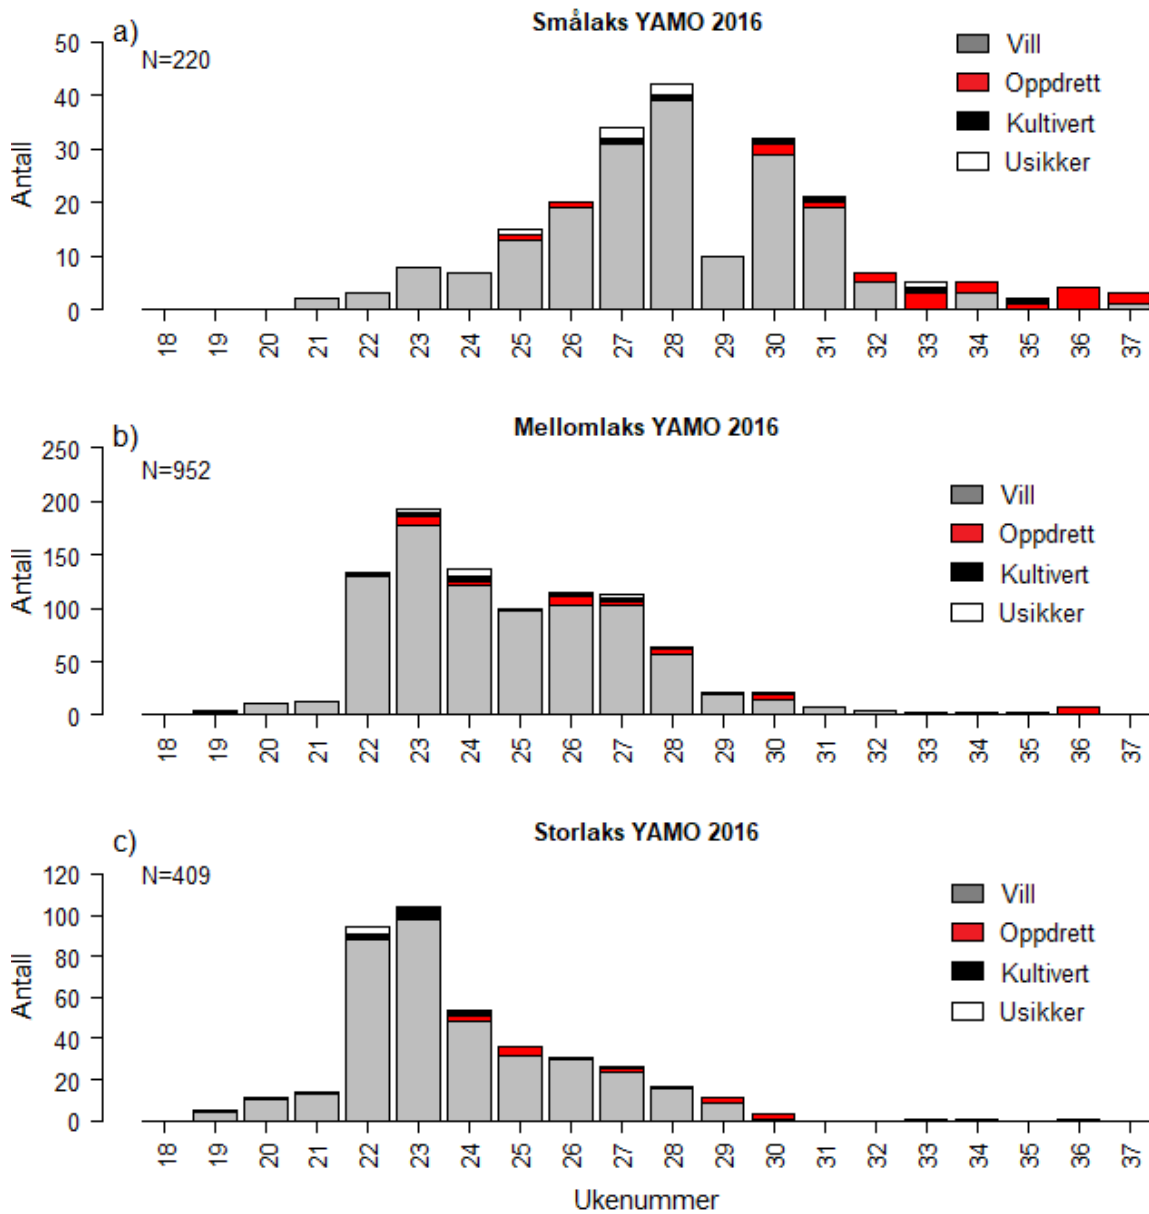 Smålaks YAMO 2016
a)
N=220
Vill
Oppdrett
Kultivert
Usikker
Antall
50
40
30
20
10
0
18 19 20 21 22 23 24 25 26 27 28 29 30 31 32 33 34 35 36 37
Mellomlaks YAMO 2016
b)
N=952
Vill
Oppdrett
Kultivert
Usikker
Antall
250
200
150
100
50
0
18 19 20 21 22 23 24 25 26 27 28 29 30 31 32 33 34 35 36 37
Storlaks YAMO 2016
c)
N=409
Vill
Oppdrett
Kultivert
Usikker
Antall
120
100
80
60
40
20
0
18 19 20 21 22 23 24 25 26 27 28 29 30 31 32 33 34 35 36 37
Ukenummer